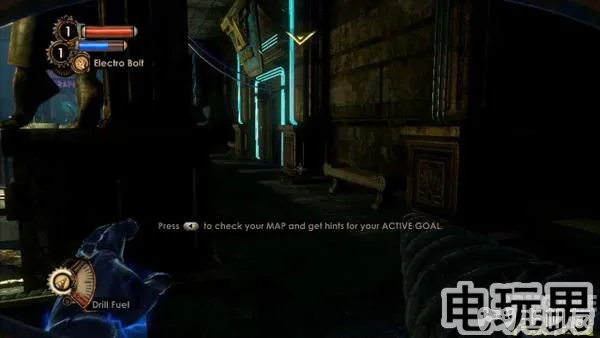 1
1
Electro Bolt
RAP
Press to check your MAP and get hints for your ACTIVE GOAL.
Drill Fuel
电玩男